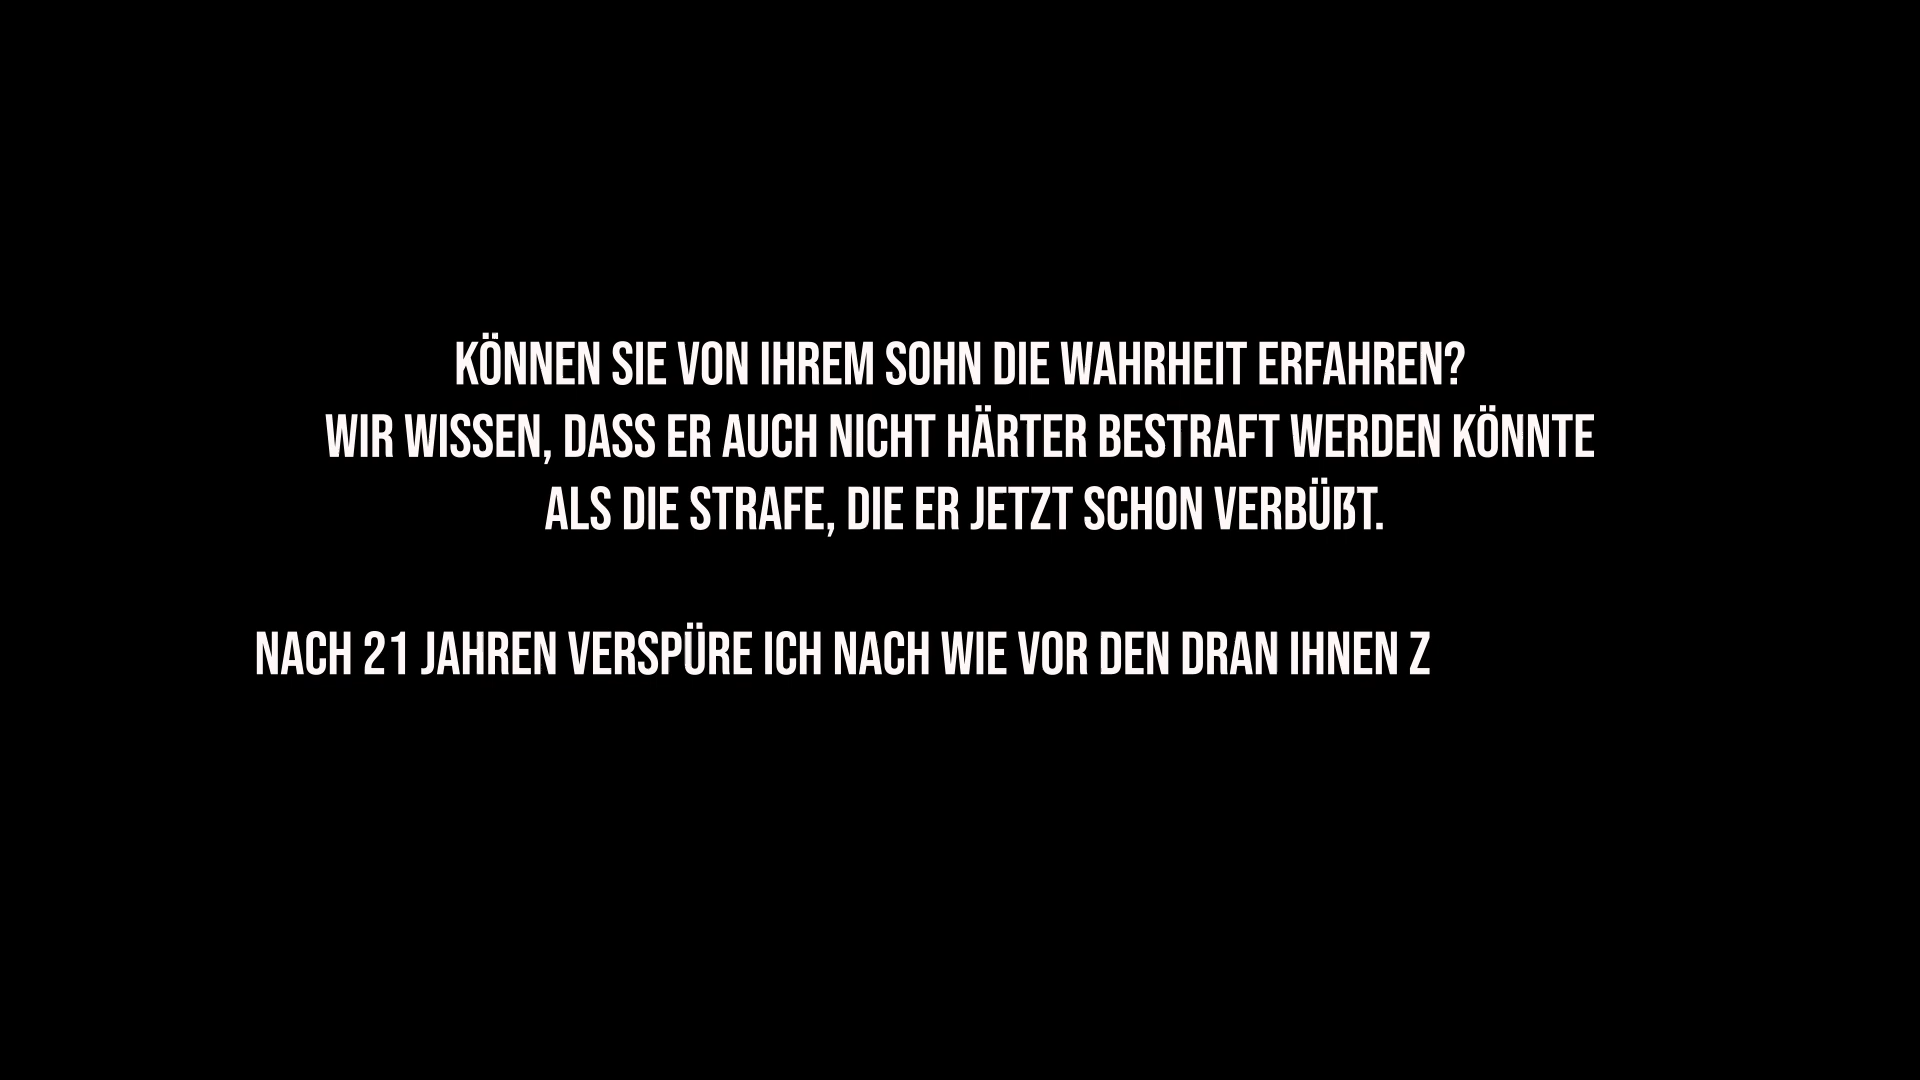 KÖNNEN SIE VON IHREM SOHN DIE WAHRHEIT ERFAHREN?
WIR WISSEN, DASS ER AUCH NICHT HÄRTER BESTRAFT WERDEN KÖNNTE
ALS DIE STRAFE, DIE ER JETZT SCHON VERBÜßT.
NACH 21 JAHREN VERSPÜRE ICH NACH WIE VOR DEN DRAN IHNEN Z